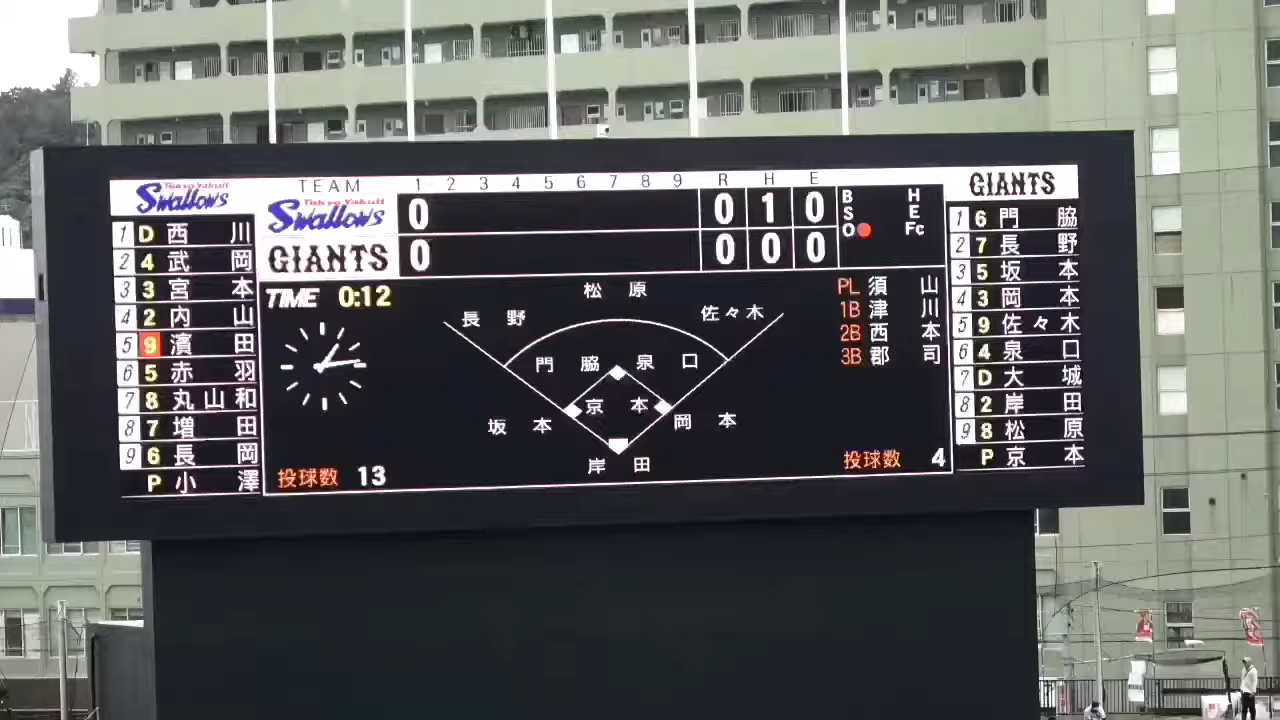 Tokyo Yakult
Swallows
1 D 西川
2 4 武岡
3 3 宮本
4 2 内山
5 9 濱田
6 5 赤羽
7 8 丸山和
8 7 増田
9 6 長岡
P 小澤
TEAM 1 2 3 4 5 6 7 8 9 R H E
Tokyo Yakult
Swallows 0 0 1 0
GIANTS 0 0 0 0
B H
S E
O Fc
TIME 0:12
松原
長野 佐々木
門脇 泉口
京本
坂本 岡本
岸田
PL 須山
1B 津川
2B 西本
3B 郡司
投球数 13
投球数 4
GIANTS
1 6 門脇
2 7 長野
3 5 坂本
4 3 岡本
5 9 佐々木
6 4 泉口
7 D 大城
8 2 岸田
9 8 松原
P 京本